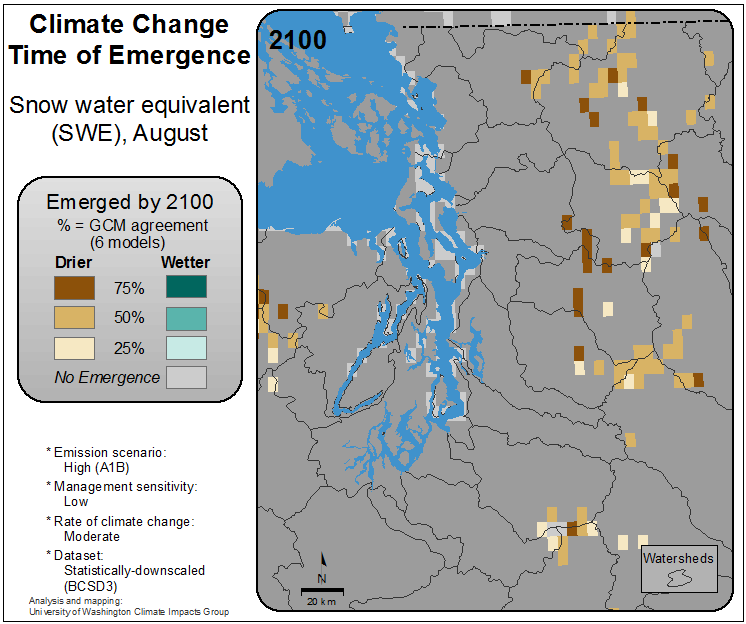 Climate Change
Time of Emergence
Snow water equivalent
(SWE), August
Emerged by 2100
% = GCM agreement
(6 models)
Drier Wetter
75%
50%
25%
No Emergence
* Emission scenario:
High (A1B)
* Management sensitivity:
Low
* Rate of climate change:
Moderate
* Dataset:
Statistically-downscaled
(BCSD3)
Analysis and mapping:
University of Washington Climate Impacts Group
2100
N
20 km
Watersheds